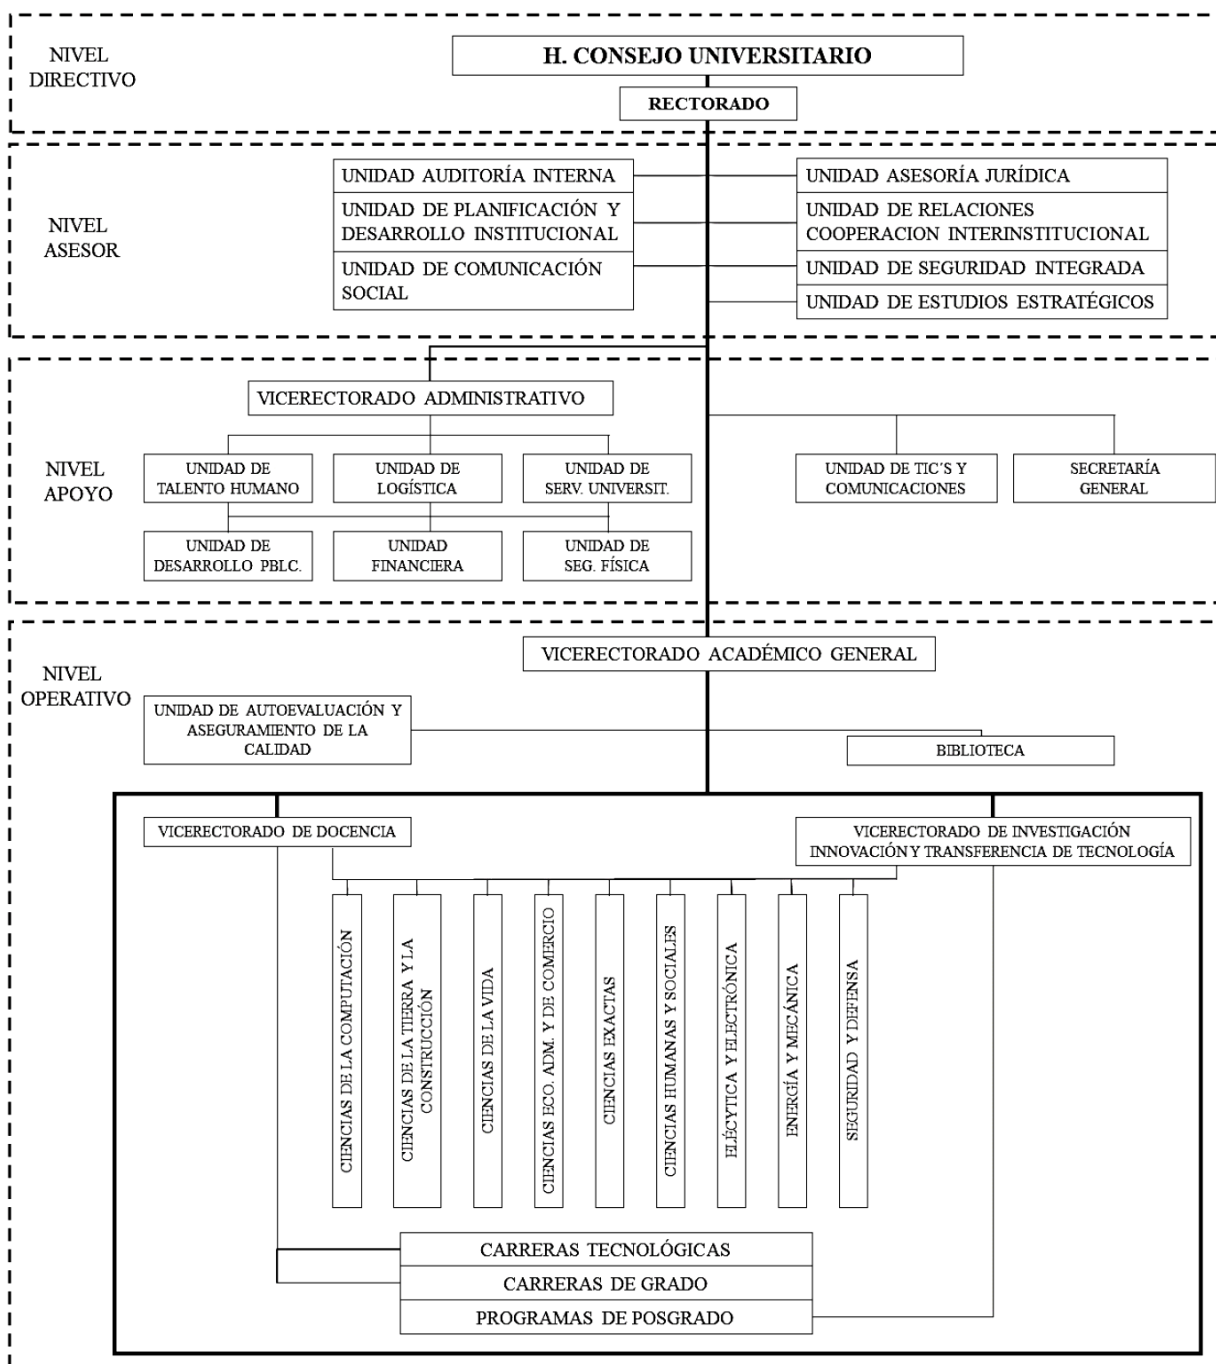 NIVEL
DIRECTIVO
H. CONSEJO UNIVERSITARIO
RECTORADO
NIVEL
ASESOR
UNIDAD AUDITORÍA INTERNA
UNIDAD DE PLANIFICACIÓN Y
DESARROLLO INSTITUCIONAL
UNIDAD DE COMUNICACIÓN
SOCIAL
UNIDAD ASESORÍA JURÍDICA
UNIDAD DE RELACIONES
COOPERACION INTERINSTITUCIONAL
UNIDAD DE SEGURIDAD INTEGRADA
UNIDAD DE ESTUDIOS ESTRATÉGICOS
NIVEL
APOYO
VICERECTORADO ADMINISTRATIVO
UNIDAD DE
TALENTO HUMANO
UNIDAD DE
LOGÍSTICA
UNIDAD DE
SERV. UNIVERSIT.
UNIDAD DE TIC´S Y
COMUNICACIONES
SECRETARÍA
GENERAL
UNIDAD DE
DESARROLLO PBLC.
UNIDAD
FINANCIERA
UNIDAD DE
SEG. FÍSICA
NIVEL
OPERATIVO
VICERECTORADO ACADÉMICO GENERAL
UNIDAD DE AUTOEVALUACIÓN Y
ASEGURAMIENTO DE LA
CALIDAD
BIBLIOTECA
VICERECTORADO DE DOCENCIA
VICERECTORADO DE INVESTIGACIÓN
INNOVACIÓN Y TRANSFERENCIA DE TECNOLOGÍA
CIENCIAS DE LA COMPUTACIÓN
CIENCIAS DE LA TIERRA Y LA
CONSTRUCCIÓN
CIENCIAS DE LA VIDA
CIENCIAS ECO. ADM. Y DE COMERCIO
CIENCIAS EXACTAS
CIENCIAS HUMANAS Y SOCIALES
ELÉCYTICA Y ELECTRÓNICA
ENERGÍA Y MECÁNICA
SEGURIDAD Y DEFENSA
CARRERAS TECNOLÓGICAS
CARRERAS DE GRADO
PROGRAMAS DE POSGRADO